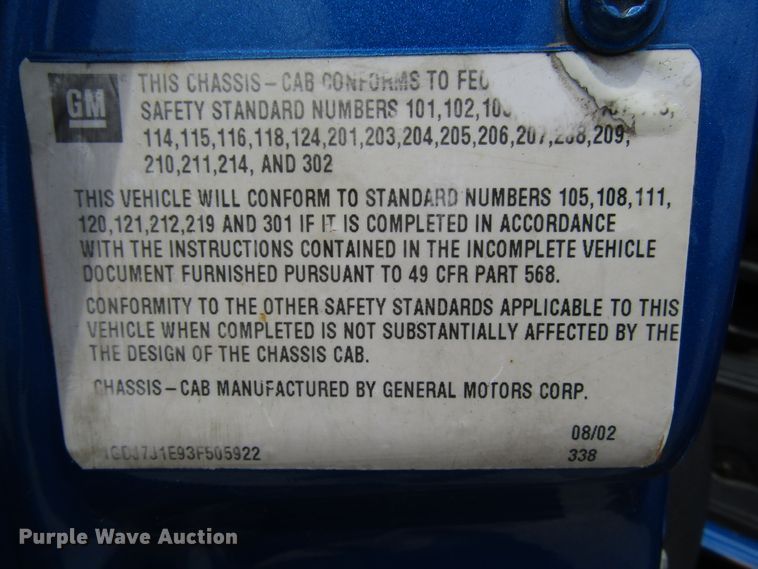 GM
THIS CHASSIS-CAB CONFORMS TO
SAFETY STANDARD NUMBERS 101,102,
114,115,116,118,124,201,203,204,205,206,207,208,209,
210,211,214, AND 302
THIS VEHICLE WILL CONFORM TO STANDARD NUMBERS 105,108,111,
120,121,212,219 AND 301 IF IT IS COMPLETED IN ACCORDANCE
WITH THE INSTRUCTIONS CONTAINED IN THE INCOMPLETE VEHICLE
DOCUMENT FURNISHED PURSUANT TO 49 CFR PART 568.
CONFORMITY TO THE OTHER SAFETY STANDARDS APPLICABLE TO THIS
VEHICLE WHEN COMPLETED IS NOT SUBSTANTIALLY AFFECTED BY THE
THE DESIGN OF THE CHASSIS CAB.
CHASSIS-CAB MANUFACTURED BY GENERAL MOTORS CORP.
08/02
1GDJ7J1E93F505922 338
Purple Wave Auction